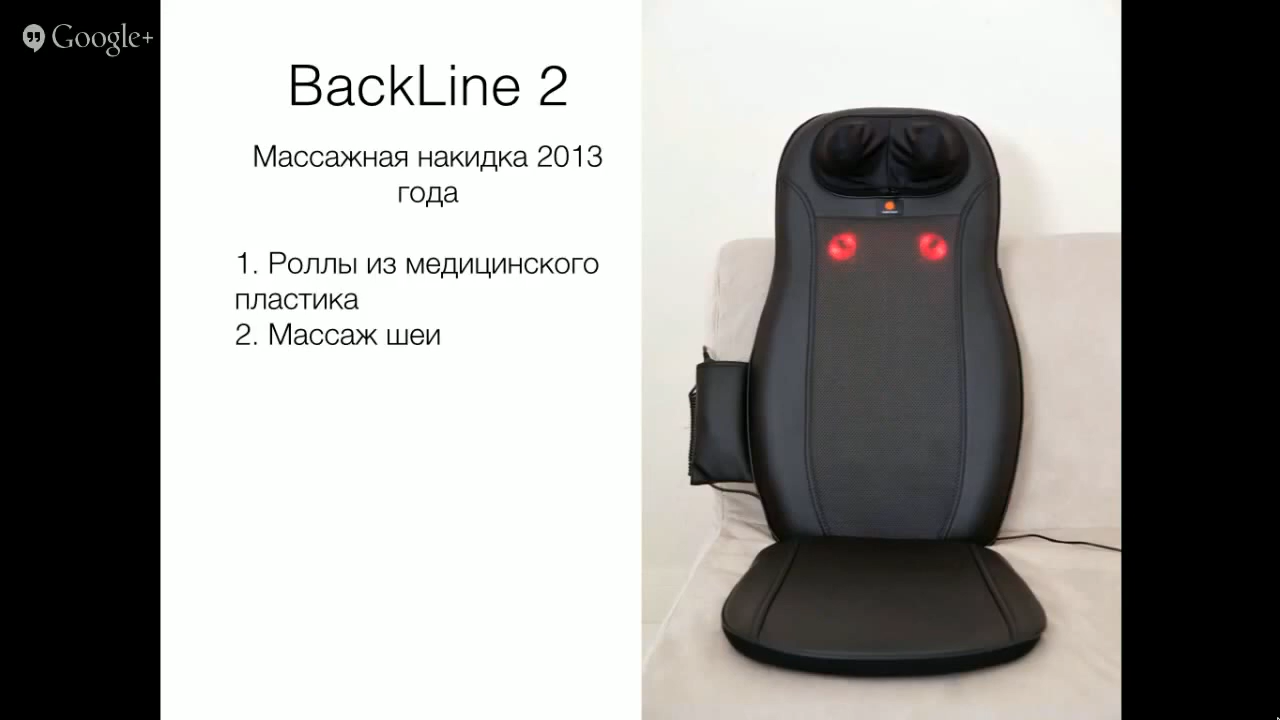 Google+
BackLine 2
Массажная накидка 2013
года
1. Роллы из медицинского
пластика
2. Массаж шеи